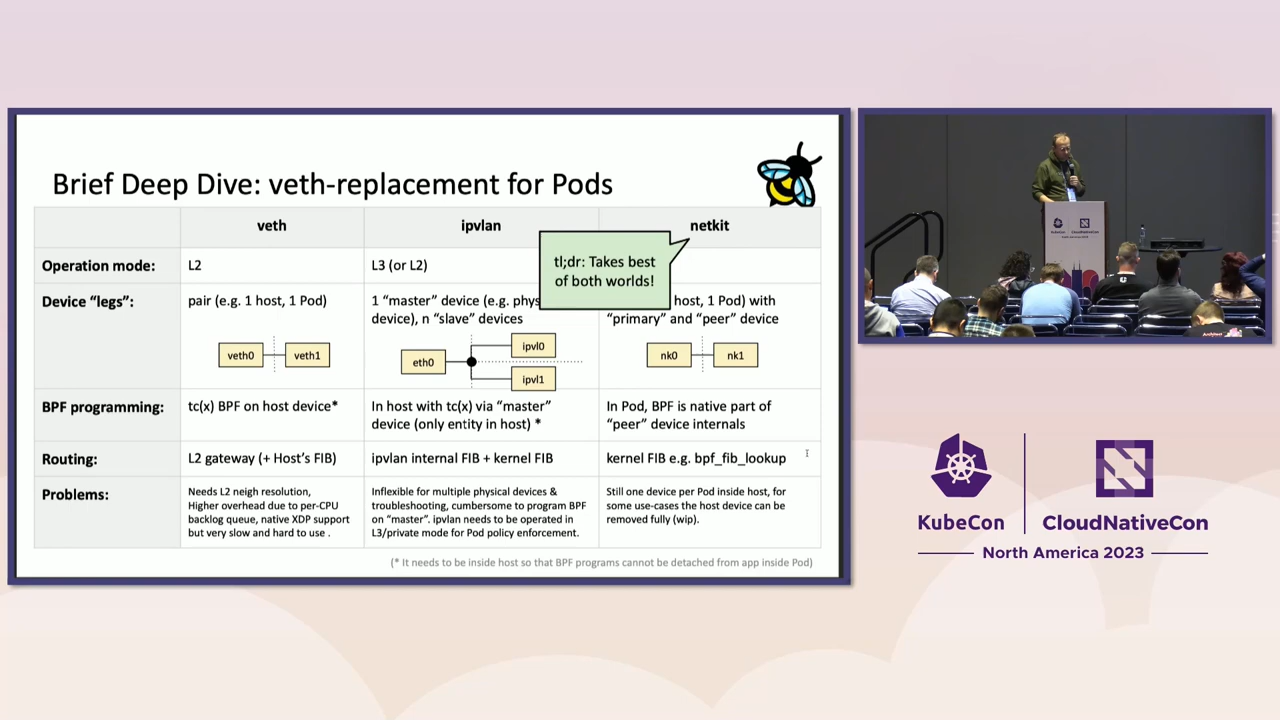 Brief Deep Dive: veth-replacement for Pods
veth
ipvlan
netkit
tl;dr: Takes best
of both worlds!
Operation mode:
L2
L3 (or L2)
Device “legs”:
pair (e.g. 1 host, 1 Pod)
1 “master” device (e.g. phys
device), n “slave” devices
host, 1 Pod) with
“primary” and “peer” device
veth0
veth1
eth0
ipvl0
ipvl1
nk0
nk1
BPF programming:
tc(x) BPF on host device*
In host with tc(x) via “master”
device (only entity in host) *
In Pod, BPF is native part of
“peer” device internals
Routing:
L2 gateway (+ Host’s FIB)
ipvlan internal FIB + kernel FIB
kernel FIB e.g. bpf_fib_lookup
Problems:
Needs L2 neigh resolution,
Higher overhead due to per-CPU
backlog queue, native XDP support
but very slow and hard to use .
Inflexible for multiple physical devices &
troubleshooting, cumbersome to program BPF
on “master”. ipvlan needs to be operated in
L3/private mode for Pod policy enforcement.
Still one device per Pod inside host, for
some use-cases the host device can be
removed fully (wip).
(* It needs to be inside host so that BPF programs cannot be detached from app inside Pod)
KubeCon
CloudNativeCon
North America 2023